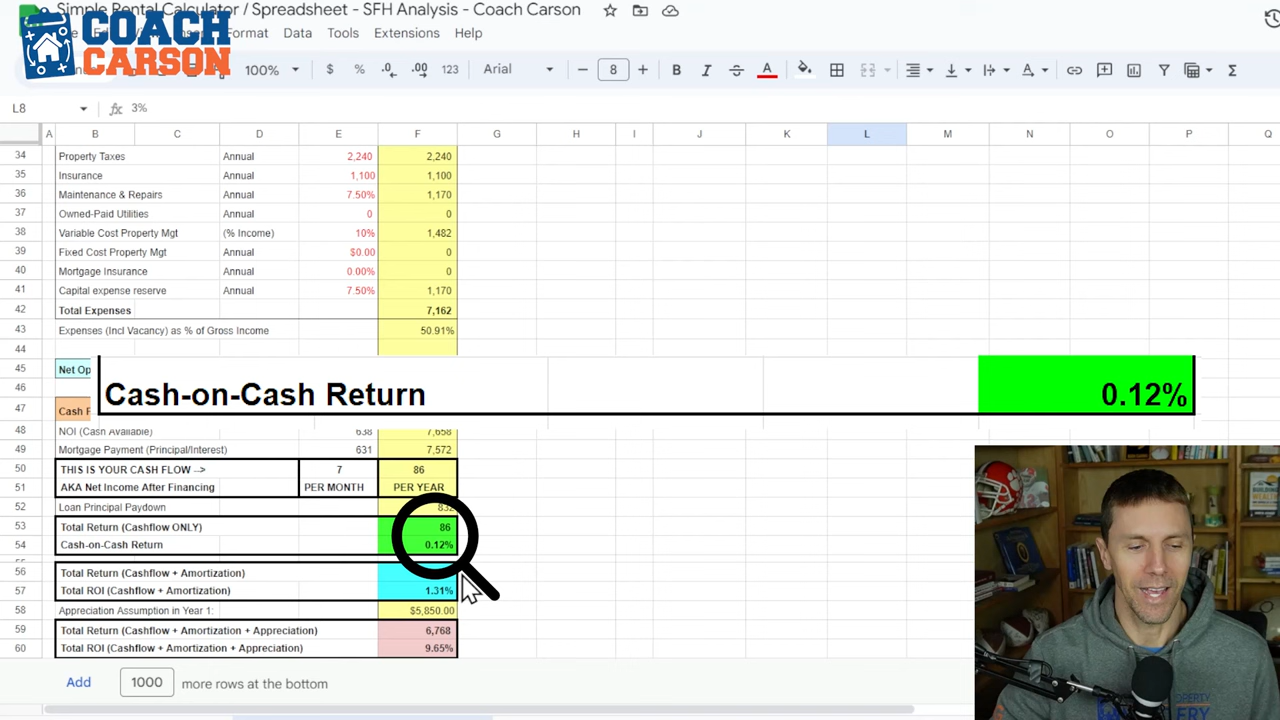 Simple Rental Calculator / Spreadsheet - SFH Analysis - Coach Carson
COACH
CARSON
Format Data Tools Extensions Help
100% $ % .0 .00 123 Arial 8 B I A A Σ
L8 fx 3%
A B C D E F G H I J K L M N O P Q
34 Property Taxes Annual 2,240 2,240
35 Insurance Annual 1,100 1,100
36 Maintenance & Repairs Annual 7.50% 1,170
37 Owned-Paid Utilities Annual 0 0
38 Variable Cost Property Mgt (% Income) 10% 1,482
39 Fixed Cost Property Mgt Annual $0.00 0
40 Mortgage Insurance Annual 0.00% 0
41 Capital expense reserve Annual 7.50% 1,170
42 Total Expenses 7,162
43 Expenses (Incl Vacancy) as % of Gross Income 50.91%
44
45 Net Op
46
Cash-on-Cash Return 0.12%
47 Cash F
48 NOI (Cash Available) 638 7,658
49 Mortgage Payment (Principal/Interest) 631 7,572
50 THIS IS YOUR CASH FLOW --> 7 86
51 AKA Net Income After Financing PER MONTH PER YEAR
52 Loan Principal Paydown 832
53 Total Return (Cashflow ONLY) 86
54 Cash-on-Cash Return 0.12%
56 Total Return (Cashflow + Amortization)
57 Total ROI (Cashflow + Amortization) 1.31%
58 Appreciation Assumption in Year 1: $5,850.00
59 Total Return (Cashflow + Amortization + Appreciation) 6,768
60 Total ROI (Cashflow + Amortization + Appreciation) 9.65%
Add 1000 more rows at the bottom